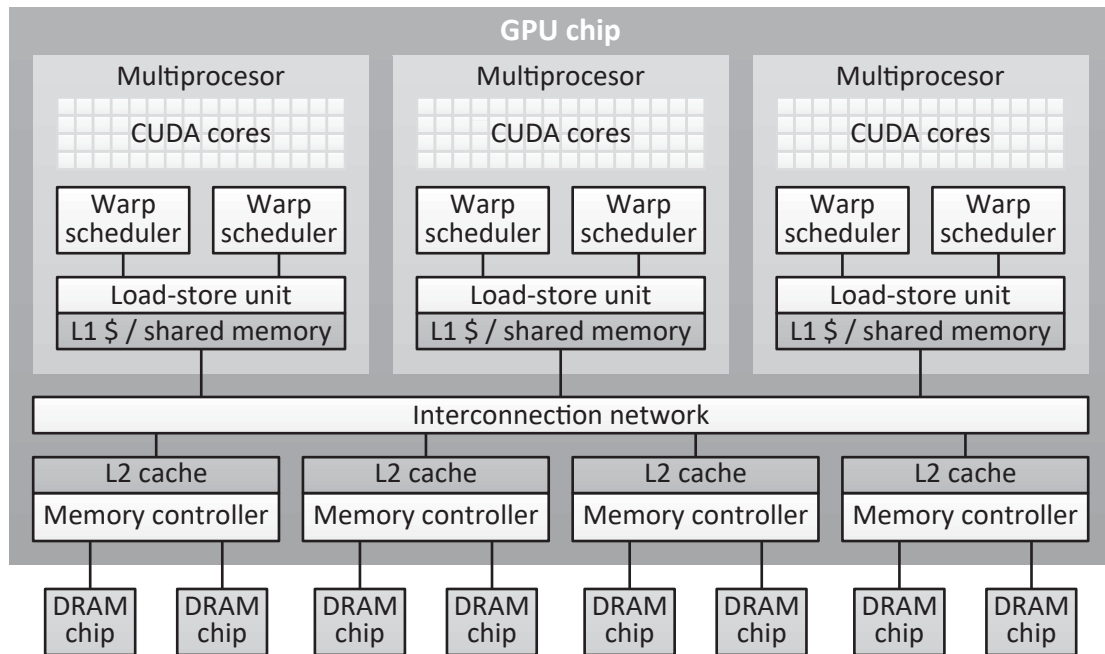 GPU chip
Multiprocesor
CUDA cores
Warp
scheduler
Warp
scheduler
Load-store unit
L1 $ / shared memory
Multiprocesor
CUDA cores
Warp
scheduler
Warp
scheduler
Load-store unit
L1 $ / shared memory
Multiprocesor
CUDA cores
Warp
scheduler
Warp
scheduler
Load-store unit
L1 $ / shared memory
Interconnection network
L2 cache
Memory controller
L2 cache
Memory controller
L2 cache
Memory controller
L2 cache
Memory controller
DRAM
chip
DRAM
chip
DRAM
chip
DRAM
chip
DRAM
chip
DRAM
chip
DRAM
chip
DRAM
chip